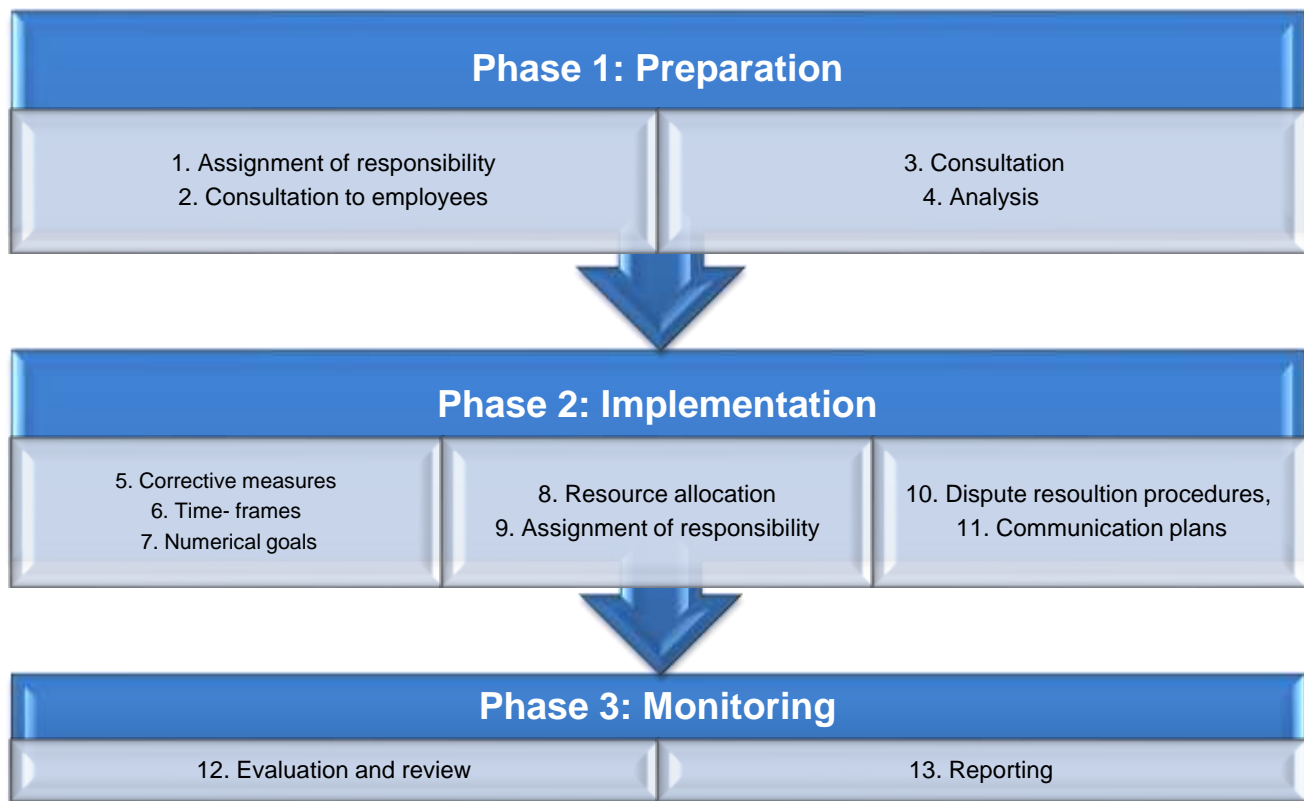 Phase 1: Preparation
1. Assignment of responsibility
2. Consultation to employees
3. Consultation
4. Analysis
Phase 2: Implementation
5. Corrective measures
6. Time- frames
7. Numerical goals
8. Resource allocation
9. Assignment of responsibility
10. Dispute resoultion procedures,
11. Communication plans
Phase 3: Monitoring
12. Evaluation and review
13. Reporting